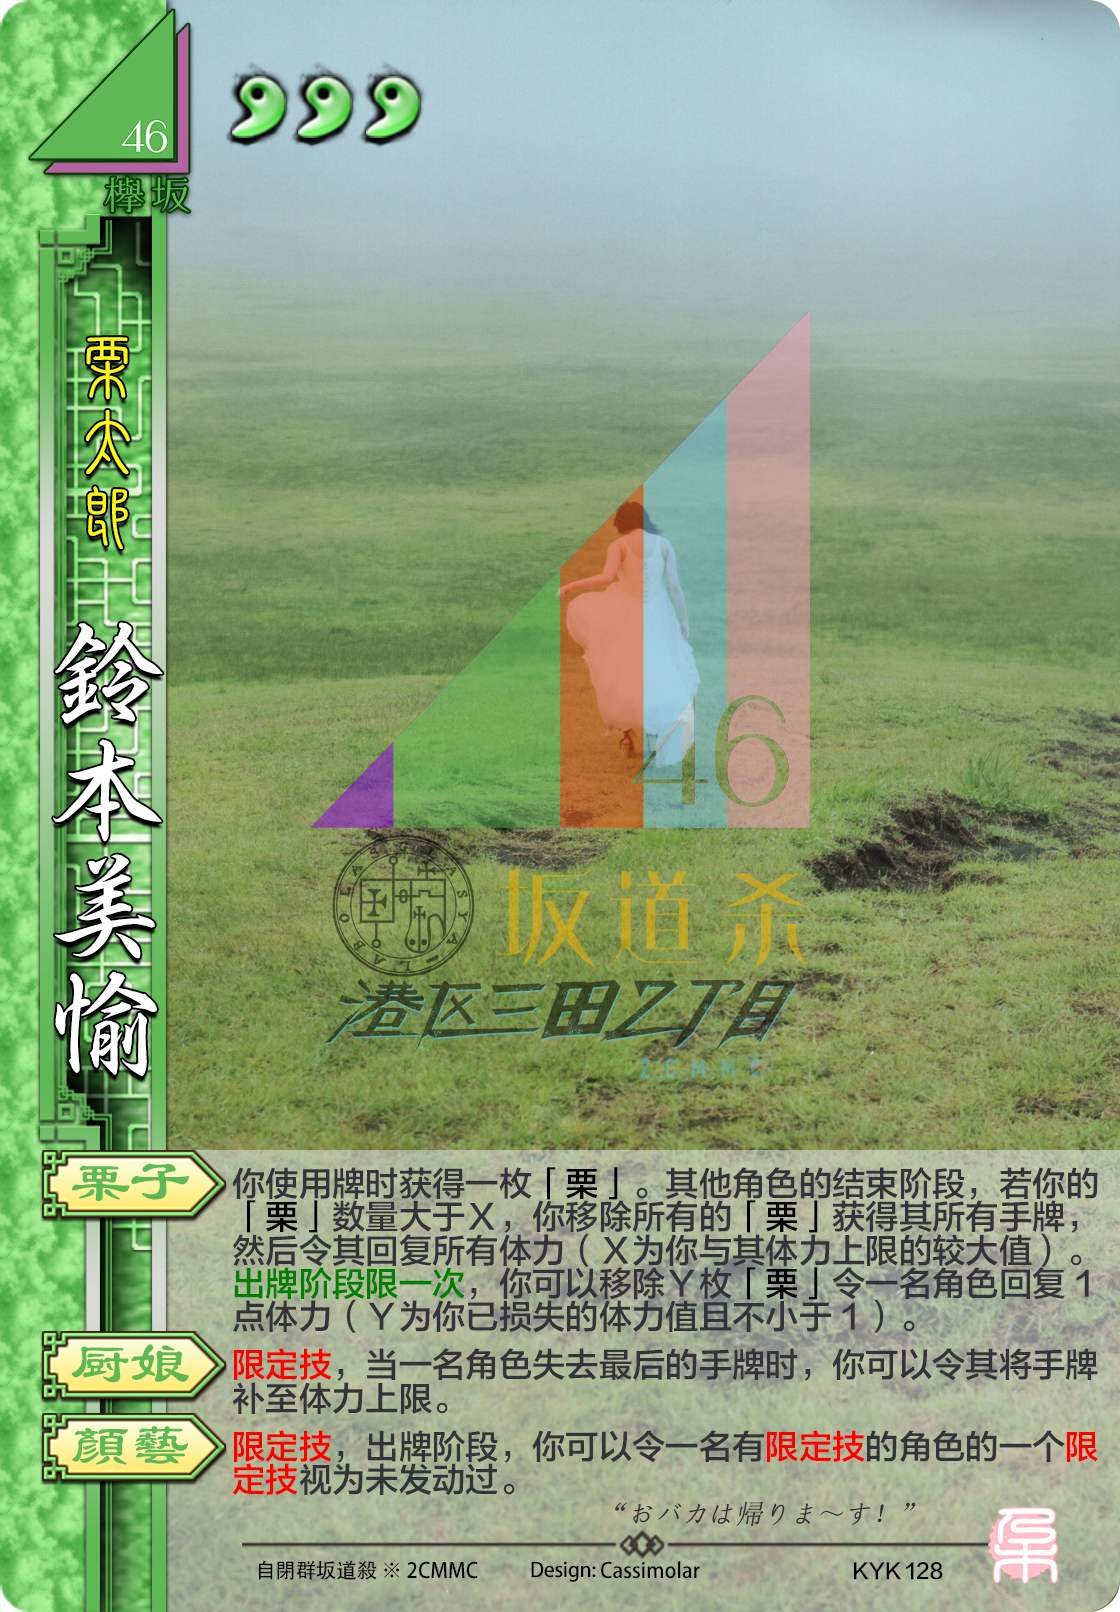 46
欅坂
栗太郎
鈴本美愉
46
坂道杀
港区三田2丁目
2CMMC
栗子
你使用牌时获得一枚「栗」。其他角色的结束阶段，若你的
「栗」数量大于X，你移除所有的「栗」获得其所有手牌，
然后令其回复所有体力（X为你与其体力上限的较大值）。
出牌阶段限一次，你可以移除Y枚「栗」令一名角色回复1
点体力（Y为你已损失的体力值且不小于1）。
厨娘
限定技，当一名角色失去最后的手牌时，你可以令其将手牌
补至体力上限。
顔藝
限定技，出牌阶段，你可以令一名有限定技的角色的一个限
定技视为未发动过。
“おバカは帰りま～す！”
自閉群坂道殺 ※ 2CMMC
Design: Cassimolar
KYK 128